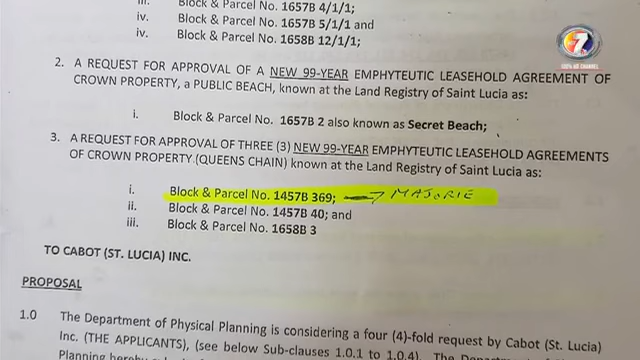 iii. Block & Parcel No. 1657B 4/1/1;
iv. Block & Parcel No. 1657B 5/1/1 and
iv. Block & Parcel No. 1658B 12/1/1;
7
2. A REQUEST FOR APPROVAL OF A NEW 99-YEAR EMPHYTEUTIC LEASEHOLD AGREEMENT OF
CROWN PROPERTY, a PUBLIC BEACH, known at the Land Registry of Saint Lucia as:
i. Block & Parcel No. 1657B 2 also known as Secret Beach;
3. A REQUEST FOR APPROVAL OF THREE (3) NEW 99-YEAR EMPHYTEUTIC LEASEHOLD AGREEMENTS
OF CROWN PROPERTY.(QUEENS CHAIN) known at the Land Registry of Saint Lucia as:
i. Block & Parcel No. 1457B 369; → MAJORIE
ii. Block & Parcel No. 1457B 40; and
iii. Block & Parcel No. 1658B 3
TO CABOT (ST. LUCIA) INC.
PROPOSAL
1.0 The Department of Physical Planning is considering a four (4)-fold request by Cabot (St. Lucia)
Inc. (THE APPLICANTS), (see below Sub-clauses 1.0.1 to 1.0.4). The Department of
Planning hereby